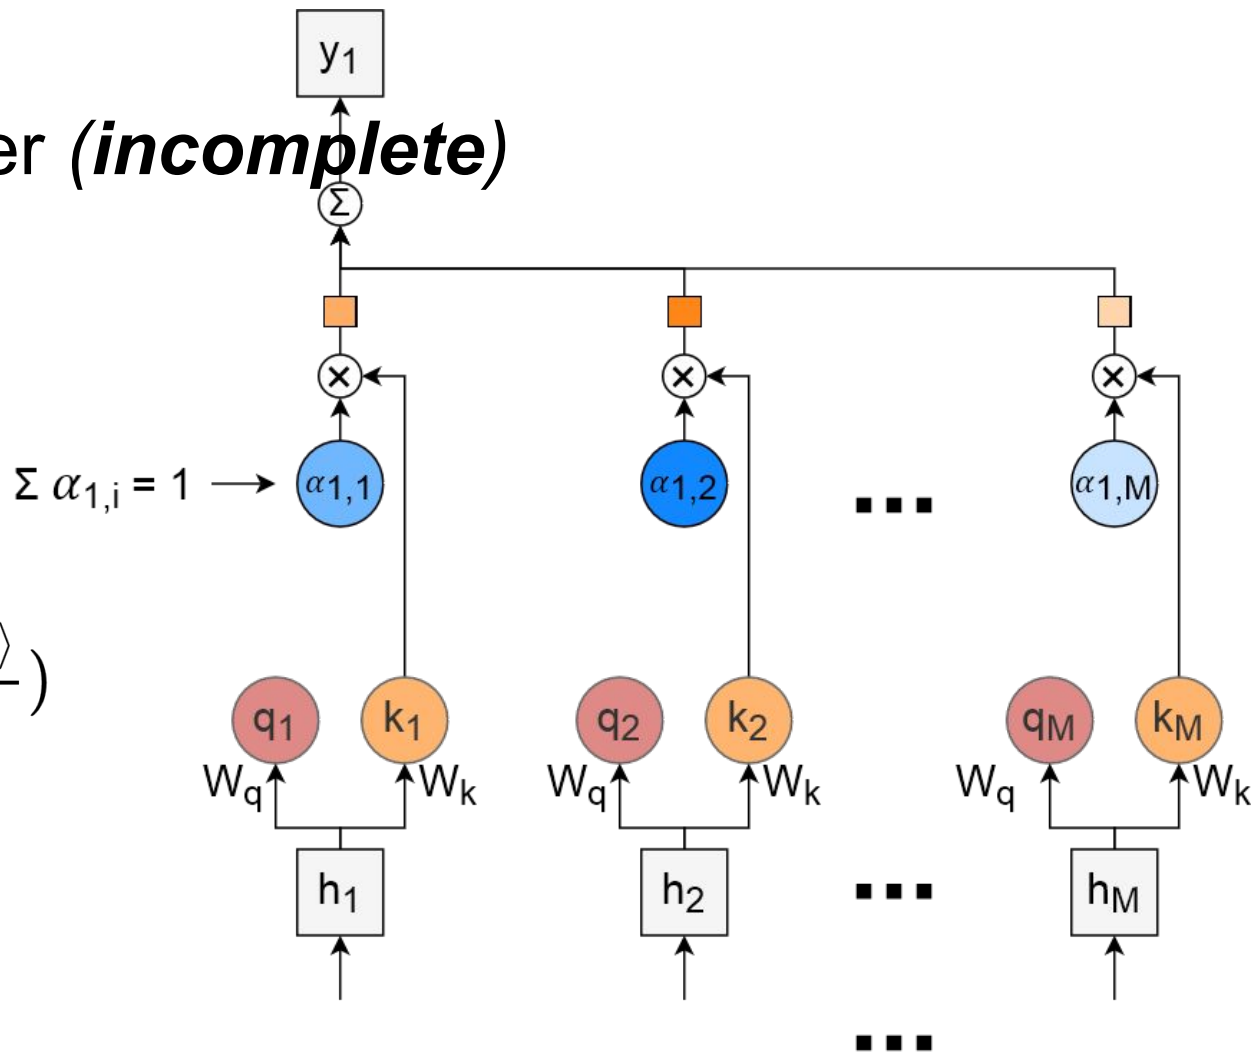 y1
er (incomplete)
Σ
× × ×
Σ α1,i = 1 α1,1 α1,2 ... α1,M
⟩
)
q1 k1 q2 k2 qM kM
Wq Wk Wq Wk Wq Wk
h1 h2 ... hM
...